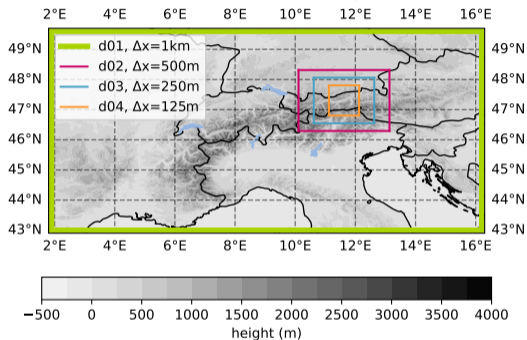 2°E 4°E 6°E 8°E 10°E 12°E 14°E 16°E
d01, Δx=1km
d02, Δx=500m
d03, Δx=250m
d04, Δx=125m
49°N 49°N
48°N 48°N
47°N 47°N
46°N 46°N
45°N 45°N
44°N 44°N
43°N 43°N
2°E 4°E 6°E 8°E 10°E 12°E 14°E 16°E
−500 0 500 1000 1500 2000 2500 3000 3500 4000
height (m)